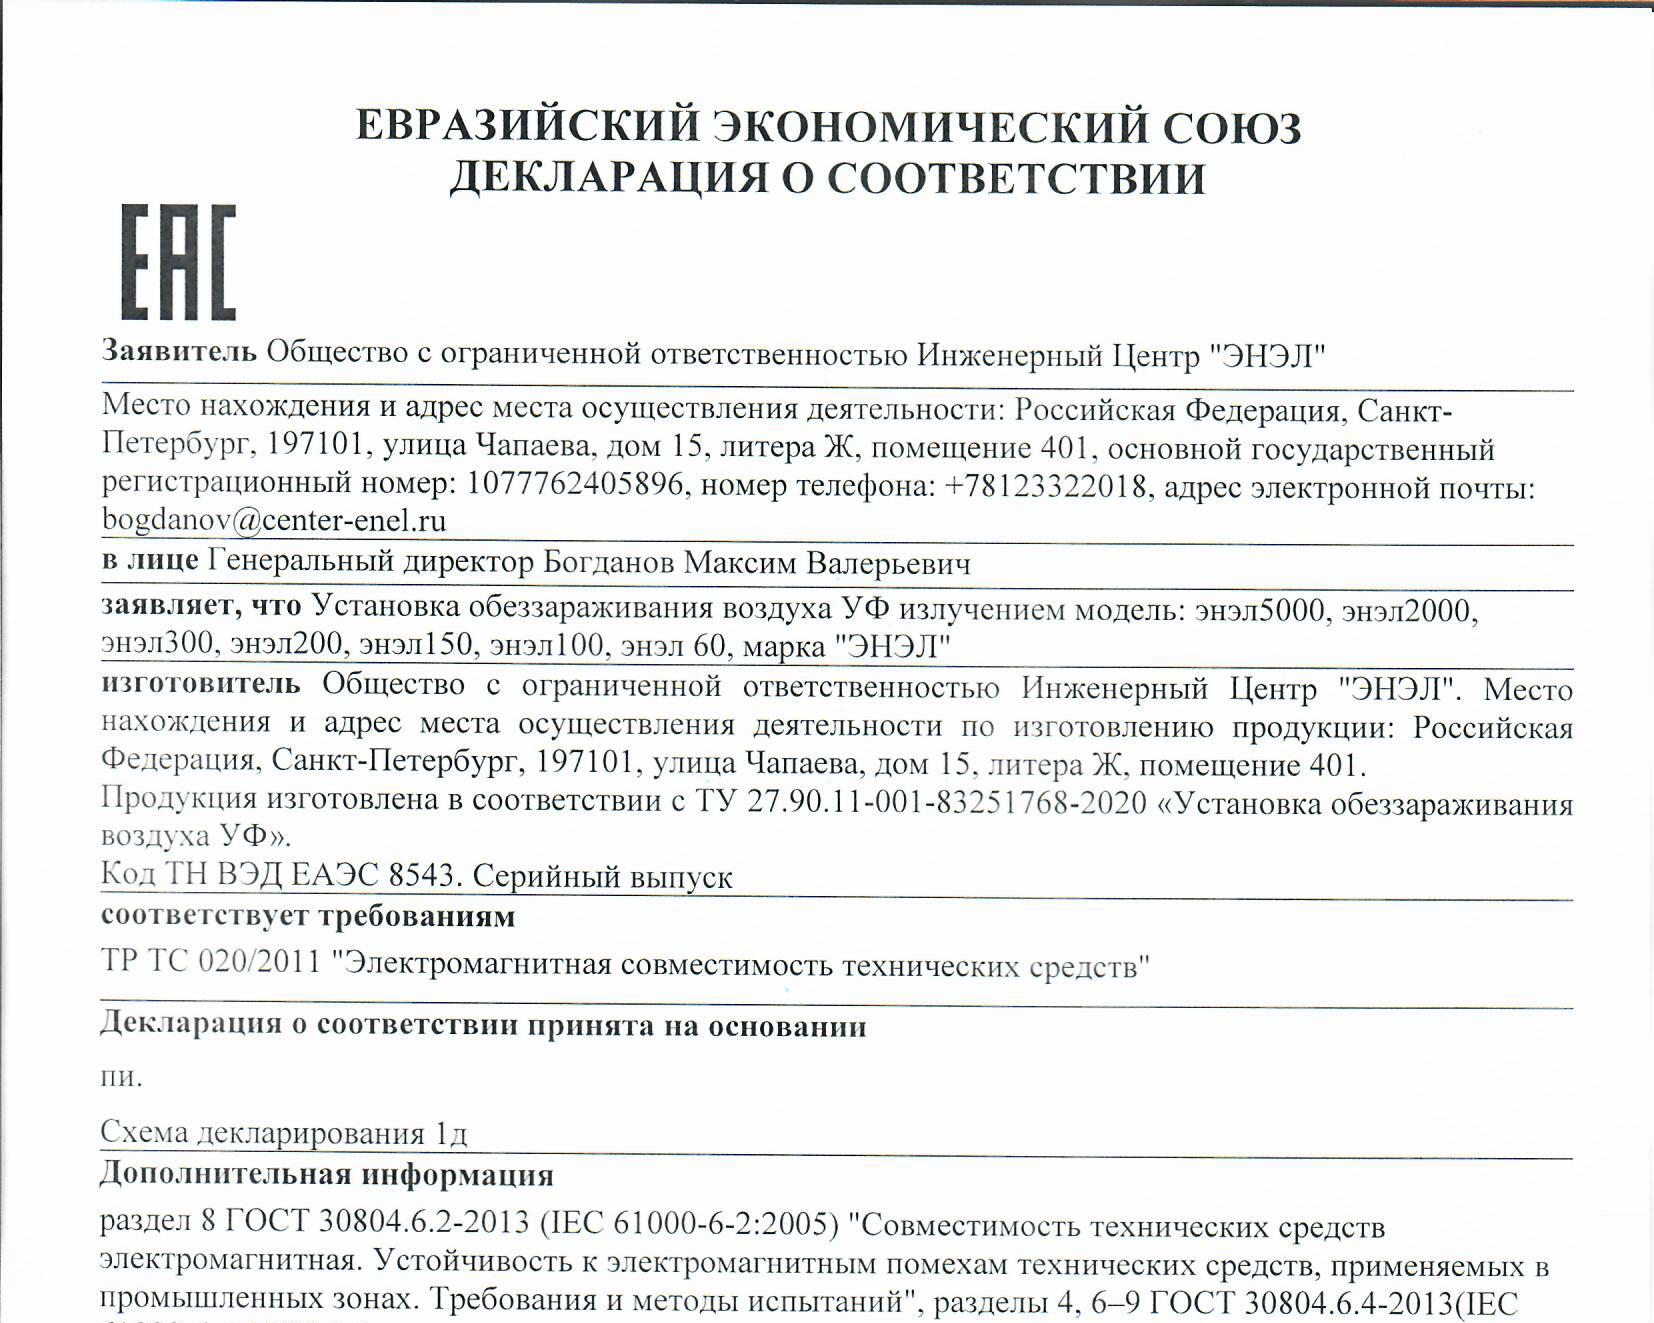 ЕВРАЗИЙСКИЙ ЭКОНОМИЧЕСКИЙ СОЮЗ
ДЕКЛАРАЦИЯ О СООТВЕТСТВИИ
ЕАС
Заявитель Общество с ограниченной ответственностью Инженерный Центр "ЭНЭЛ"
Место нахождения и адрес места осуществления деятельности: Российская Федерация, Санкт-
Петербург, 197101, улица Чапаева, дом 15, литера Ж, помещение 401, основной государственный
регистрационный номер: 1077762405896, номер телефона: +78123322018, адрес электронной почты:
bogdanov@center-enel.ru
в лице Генеральный директор Богданов Максим Валерьевич
заявляет, что Установка обеззараживания воздуха УФ излучением модель: энэл5000, энэл2000,
энэл300, энэл200, энэл150, энэл100, энэл 60, марка "ЭНЭЛ"
изготовитель Общество с ограниченной ответственностью Инженерный Центр "ЭНЭЛ". Место
нахождения и адрес места осуществления деятельности по изготовлению продукции: Российская
Федерация, Санкт-Петербург, 197101, улица Чапаева, дом 15, литера Ж, помещение 401.
Продукция изготовлена в соответствии с ТУ 27.90.11-001-83251768-2020 «Установка обеззараживания
воздуха УФ».
Код ТН ВЭД ЕАЭС 8543. Серийный выпуск
соответствует требованиям
ТР ТС 020/2011 "Электромагнитная совместимость технических средств"
Декларация о соответствии принята на основании
пи.
Схема декларирования 1д
Дополнительная информация
раздел 8 ГОСТ 30804.6.2-2013 (IEC 61000-6-2:2005) "Совместимость технических средств
электромагнитная. Устойчивость к электромагнитным помехам технических средств, применяемых в
промышленных зонах. Требования и методы испытаний", разделы 4, 6–9 ГОСТ 30804.6.4-2013(IEC